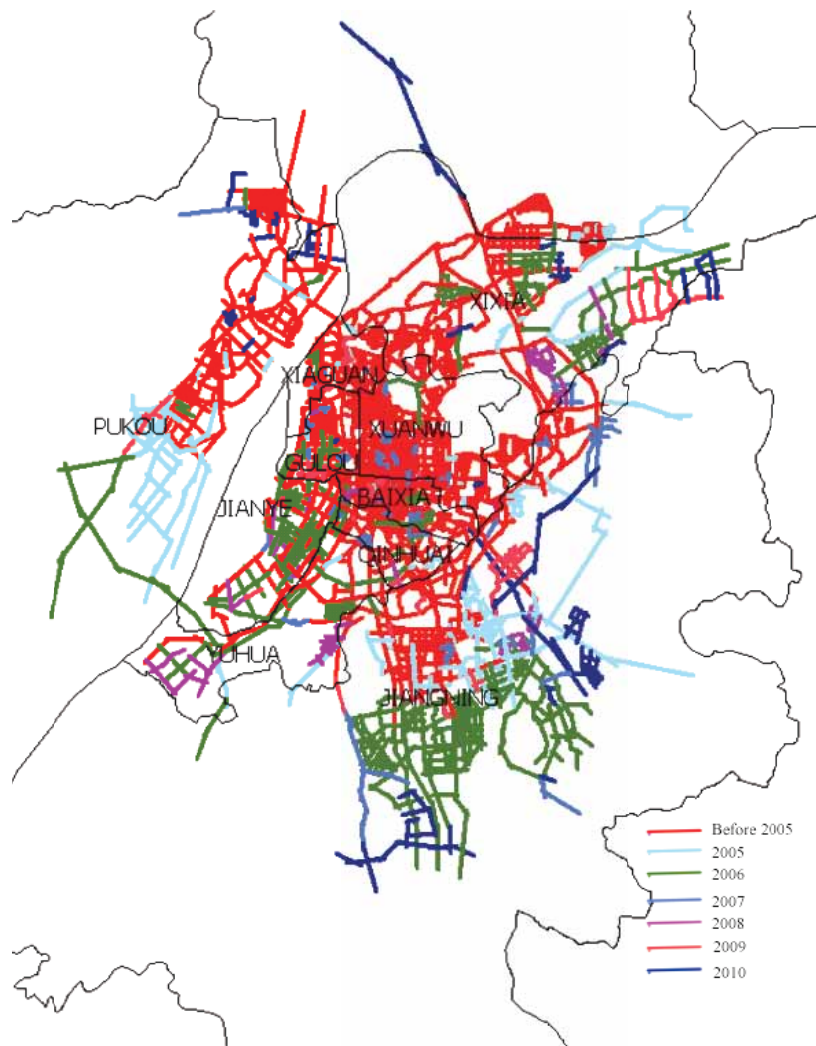 XIXIA
XIAGUAN
PUKOU
XUANWU
GULOU
BAIXIA
JIANYE
QINHUAI
YUHUA
JIANGNING
Before 2005
2005
2006
2007
2008
2009
2010